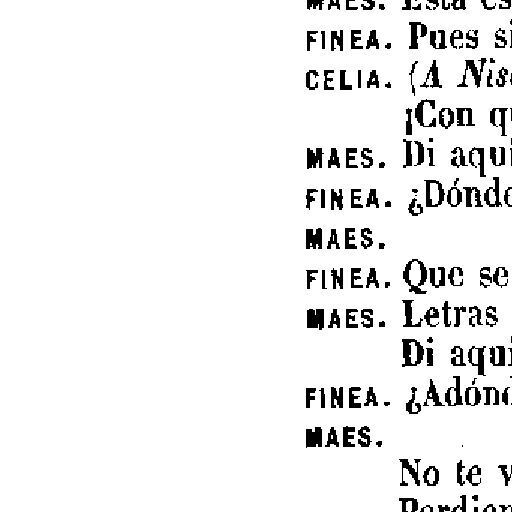 MAES. Esta es
FINEA. Pues si
CELIA. (A Nis
¡Con qu
MAES. Di aqui
FINEA. ¿Dónde
MAES.
FINEA. Que se
MAES. Letras
Di aqui
FINEA. ¿Adónd
MAES.
No te v